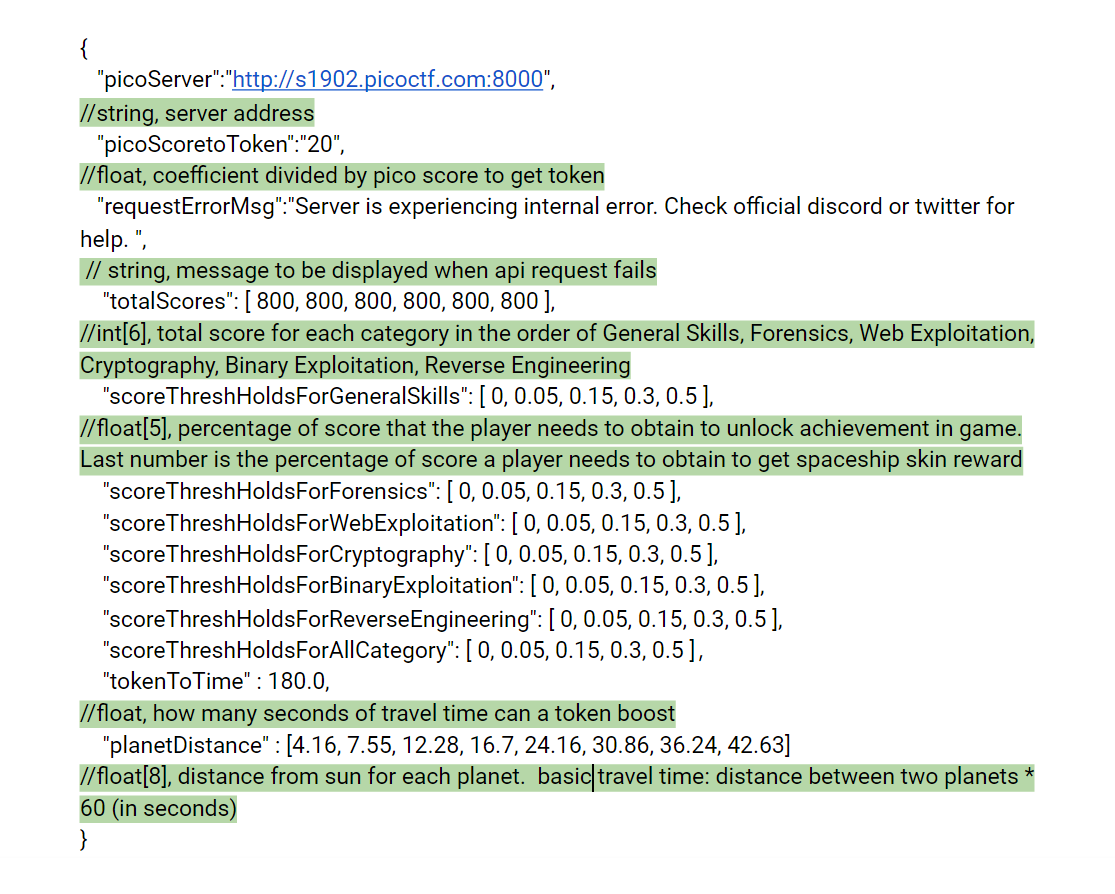 {
"picoServer":"http://s1902.picoctf.com:8000",
//string, server address
"picoScoretoToken":"20",
//float, coefficient divided by pico score to get token
"requestErrorMsg":"Server is experiencing internal error. Check official discord or twitter for
help. ",
// string, message to be displayed when api request fails
"totalScores": [ 800, 800, 800, 800, 800, 800 ],
//int[6], total score for each category in the order of General Skills, Forensics, Web Exploitation,
Cryptography, Binary Exploitation, Reverse Engineering
"scoreThreshHoldsForGeneralSkills": [ 0, 0.05, 0.15, 0.3, 0.5 ],
//float[5], percentage of score that the player needs to obtain to unlock achievement in game.
Last number is the percentage of score a player needs to obtain to get spaceship skin reward
"scoreThreshHoldsForForensics": [ 0, 0.05, 0.15, 0.3, 0.5 ],
"scoreThreshHoldsForWebExploitation": [ 0, 0.05, 0.15, 0.3, 0.5 ],
"scoreThreshHoldsForCryptography": [ 0, 0.05, 0.15, 0.3, 0.5 ],
"scoreThreshHoldsForBinaryExploitation": [ 0, 0.05, 0.15, 0.3, 0.5 ],
"scoreThreshHoldsForReverseEngineering": [ 0, 0.05, 0.15, 0.3, 0.5 ],
"scoreThreshHoldsForAllCategory": [ 0, 0.05, 0.15, 0.3, 0.5 ],
"tokenToTime" : 180.0,
//float, how many seconds of travel time can a token boost
"planetDistance" : [4.16, 7.55, 12.28, 16.7, 24.16, 30.86, 36.24, 42.63]
//float[8], distance from sun for each planet.  basic travel time: distance between two planets *
60 (in seconds)
}